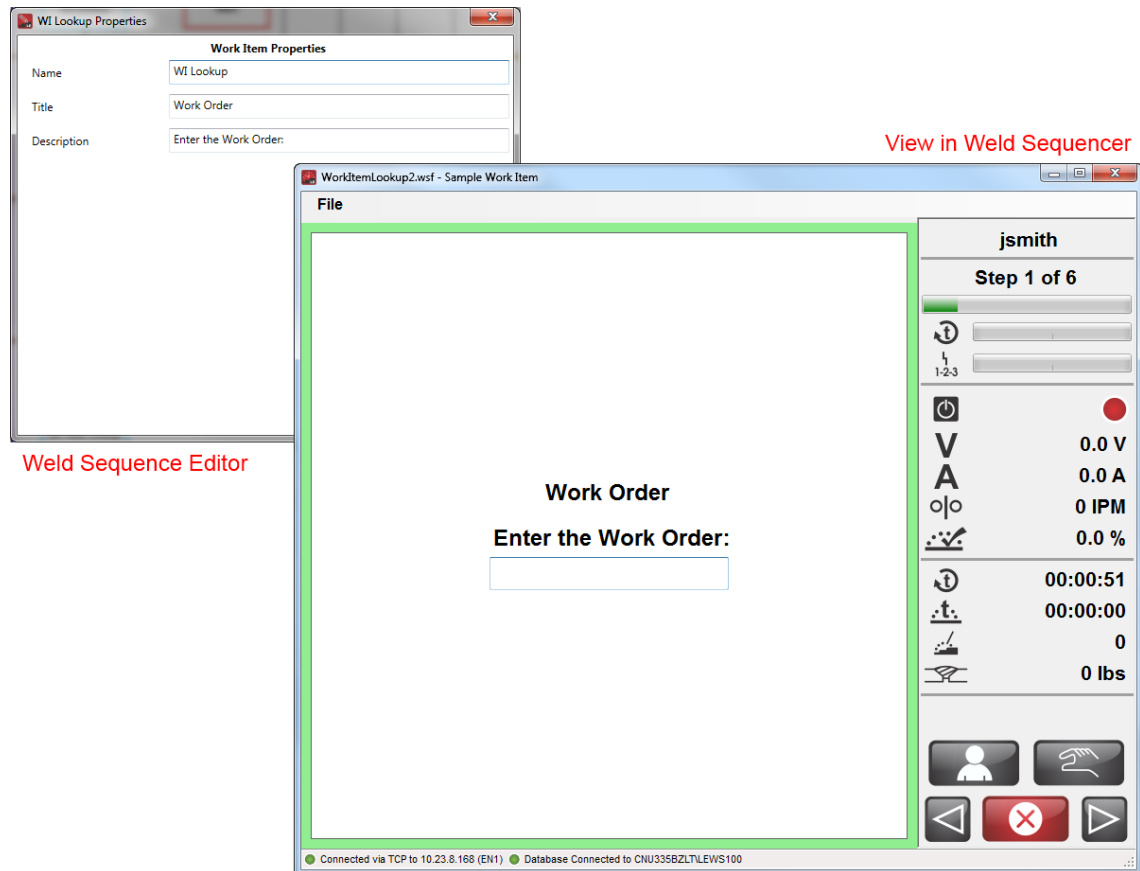 WI Lookup Properties
Work Item Properties
Name WI Lookup
Title Work Order
Description Enter the Work Order:
Weld Sequence Editor
View in Weld Sequencer
WorkItemLookup2.wsf - Sample Work Item
File
Work Order
Enter the Work Order:
jsmith
Step 1 of 6
t
1-2-3
V 0.0 V
A 0.0 A
0 IPM
0.0 %
t 00:00:51
.t. 00:00:00
0
0 lbs
Connected via TCP to 10.23.8.168 (EN1) Database Connected to CNU335BZLT\LEWS100